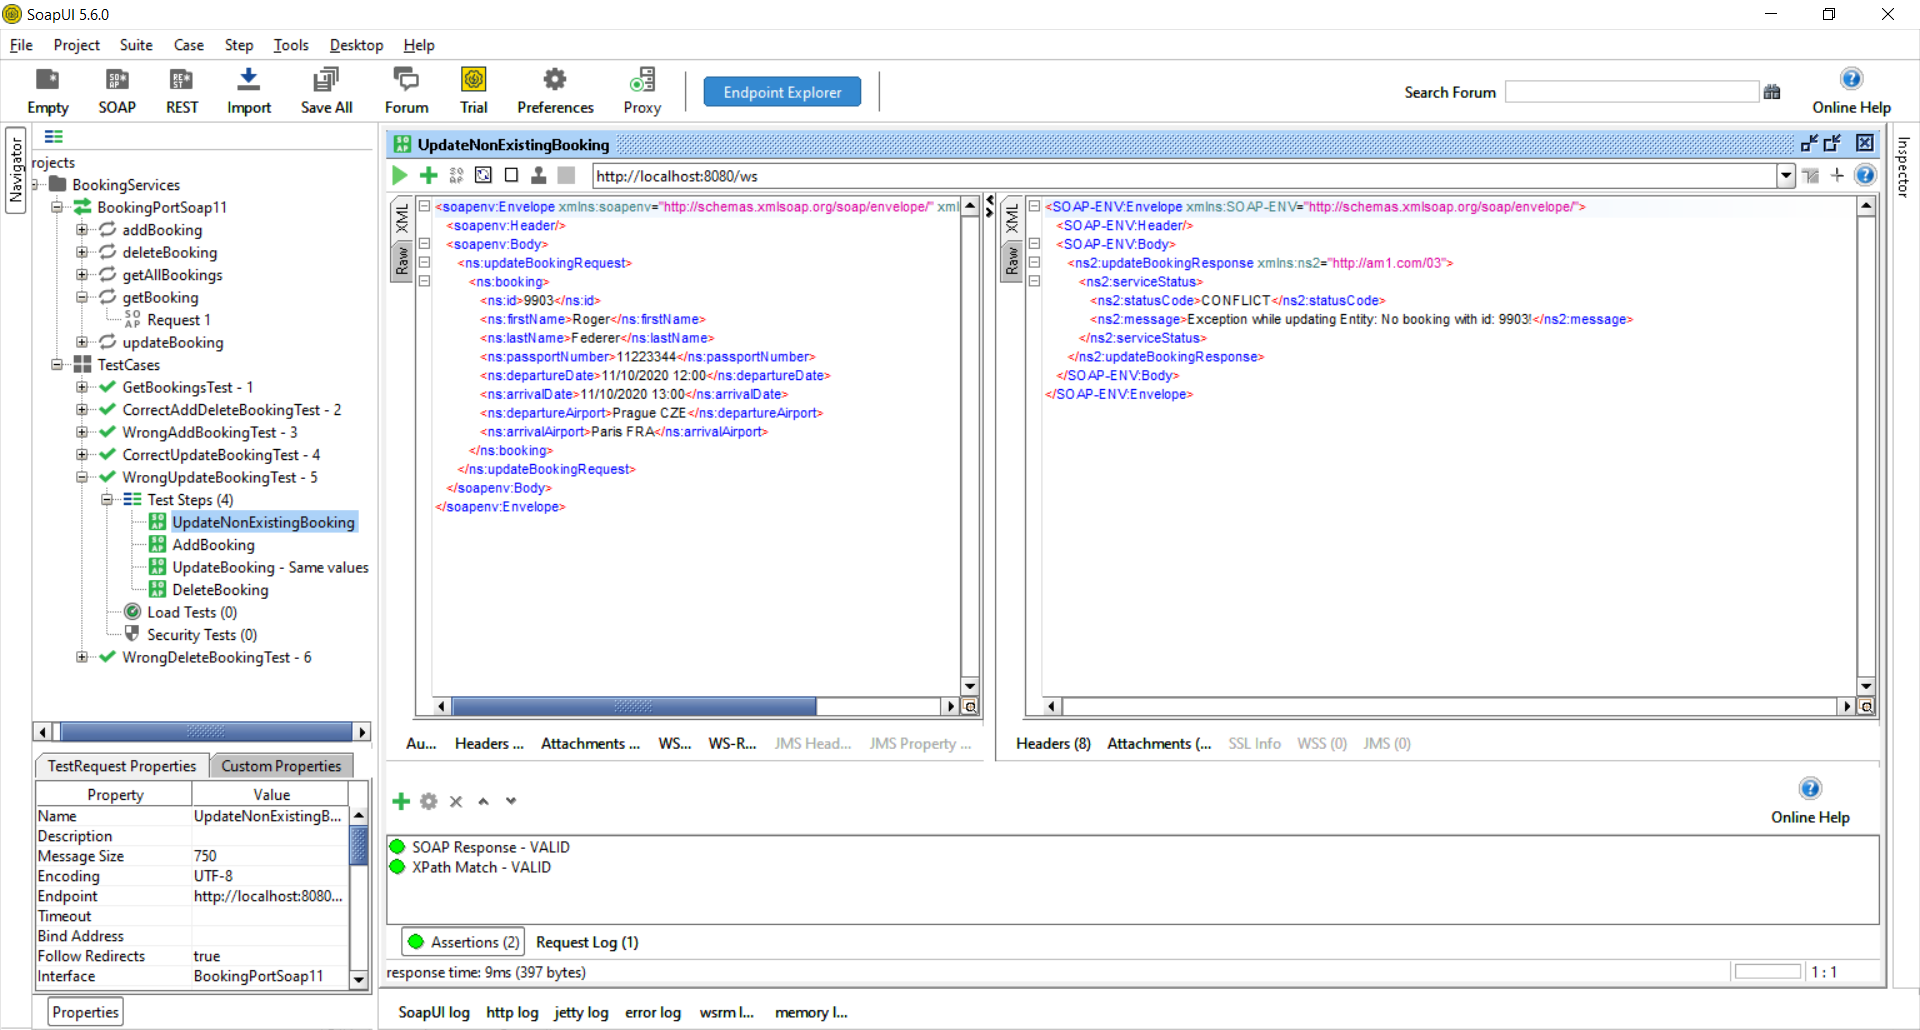 SoapUI 5.6.0
File Project Suite Case Step Tools Desktop Help
Empty SOAP REST Import Save All Forum Trial Preferences Proxy Endpoint Explorer Search Forum Online Help
Navigator
rojects
BookingServices
BookingPortSoap11
addBooking
deleteBooking
getAllBookings
getBooking
Request 1
updateBooking
TestCases
GetBookingsTest - 1
CorrectAddDeleteBookingTest - 2
WrongAddBookingTest - 3
CorrectUpdateBookingTest - 4
WrongUpdateBookingTest - 5
Test Steps (4)
UpdateNonExistingBooking
AddBooking
UpdateBooking - Same values
DeleteBooking
Load Tests (0)
Security Tests (0)
WrongDeleteBookingTest - 6
TestRequest Properties Custom Properties
Property Value
Name UpdateNonExistingB...
Description
Message Size 750
Encoding UTF-8
Endpoint http://localhost:8080...
Timeout
Bind Address
Follow Redirects true
Interface BookingPortSoap11
Properties
UpdateNonExistingBooking
http://localhost:8080/ws
XML
Raw
<soapenv:Envelope xmlns:soapenv="http://schemas.xmlsoap.org/soap/envelope/" xml
<soapenv:Header/>
<soapenv:Body>
<ns:updateBookingRequest>
<ns:booking>
<ns:id>9903</ns:id>
<ns:firstName>Roger</ns:firstName>
<ns:lastName>Federer</ns:lastName>
<ns:passportNumber>11223344</ns:passportNumber>
<ns:departureDate>11/10/2020 12:00</ns:departureDate>
<ns:arrivalDate>11/10/2020 13:00</ns:arrivalDate>
<ns:departureAirport>Prague CZE</ns:departureAirport>
<ns:arrivalAirport>Paris FRA</ns:arrivalAirport>
</ns:booking>
</ns:updateBookingRequest>
</soapenv:Body>
</soapenv:Envelope>
Au... Headers ... Attachments ... WS... WS-R... JMS Head... JMS Property ...
XML
Raw
<SOAP-ENV:Envelope xmlns:SOAP-ENV="http://schemas.xmlsoap.org/soap/envelope/">
<SOAP-ENV:Header/>
<SOAP-ENV:Body>
<ns2:updateBookingResponse xmlns:ns2="http://am1.com/03">
<ns2:serviceStatus>
<ns2:statusCode>CONFLICT</ns2:statusCode>
<ns2:message>Exception while updating Entity: No booking with id: 9903!</ns2:message>
</ns2:serviceStatus>
</ns2:updateBookingResponse>
</SOAP-ENV:Body>
</SOAP-ENV:Envelope>
Headers (8) Attachments (... SSL Info WSS (0) JMS (0)
Inspector
Online Help
SOAP Response - VALID
XPath Match - VALID
Assertions (2) Request Log (1)
response time: 9ms (397 bytes) 1 : 1
SoapUI log http log jetty log error log wsrm l... memory l...